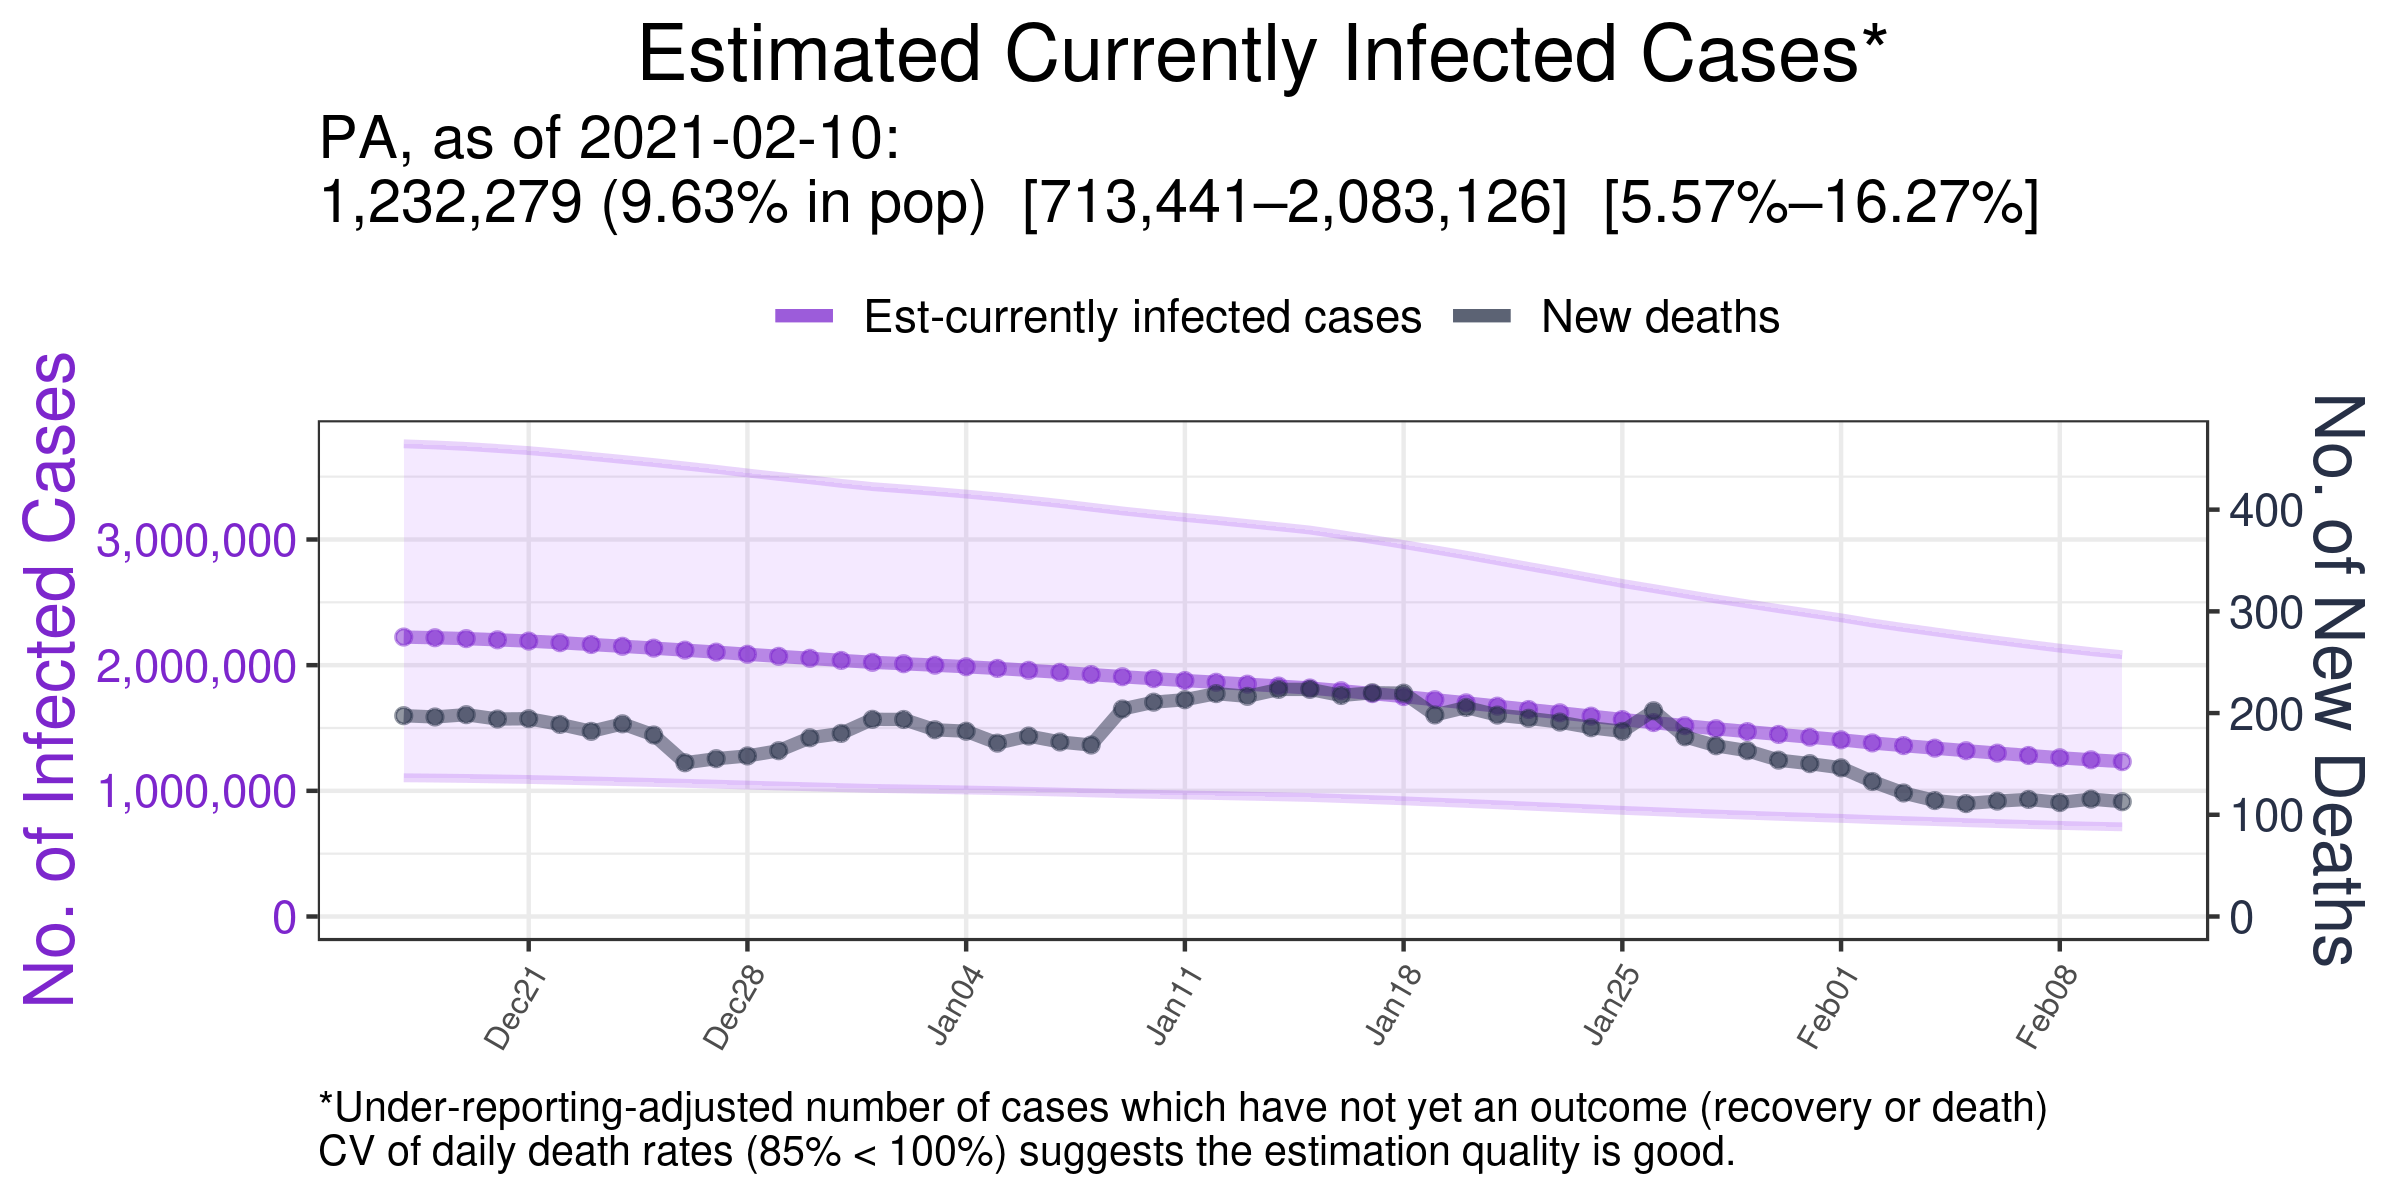 Estimated Currently Infected Cases*
PA, as of 2021-02-10:
1,232,279 (9.63% in pop)  [713,441–2,083,126]  [5.57%–16.27%]
Est-currently infected cases
New deaths
No. of Infected Cases
3,000,000
2,000,000
1,000,000
0
400
300
200
100
0
No. of New Deaths
Dec21
Dec28
Jan04
Jan11
Jan18
Jan25
Feb01
Feb08
*Under-reporting-adjusted number of cases which have not yet an outcome (recovery or death)
CV of daily death rates (85% < 100%) suggests the estimation quality is good.